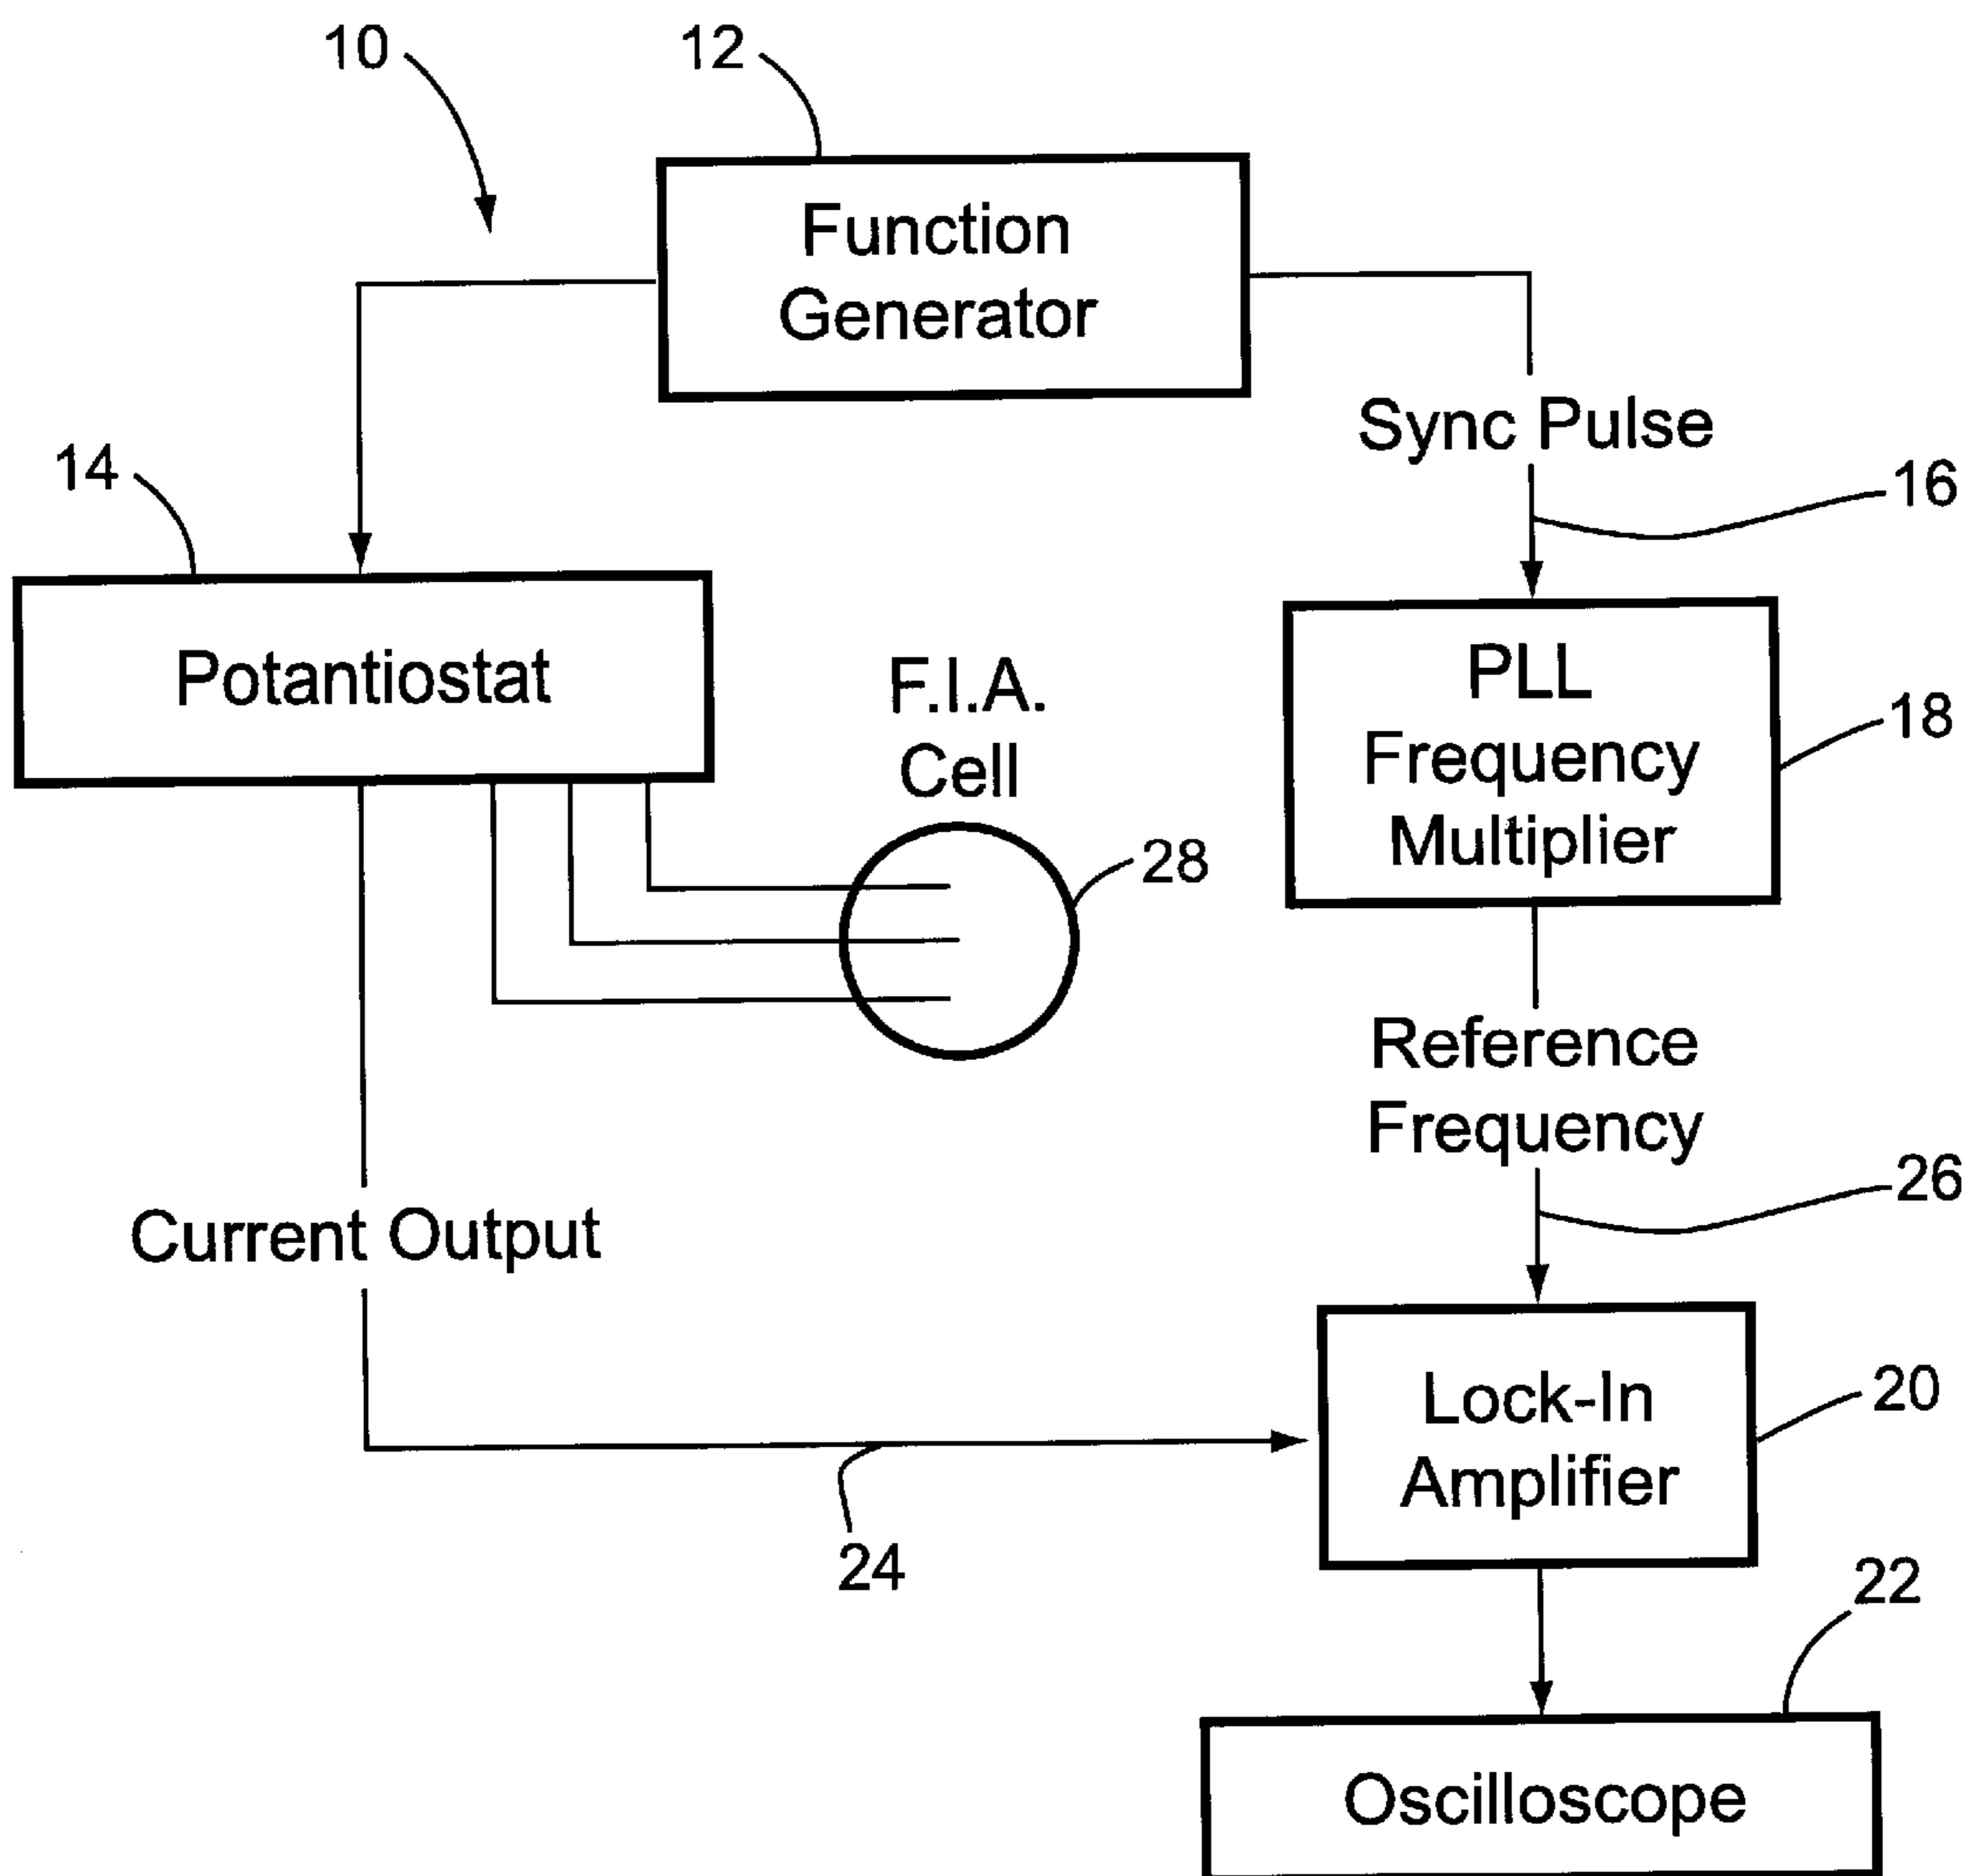 10
12
Function
Generator
Sync Pulse
16
14
Potantiostat
F.I.A.
Cell
28
PLL
Frequency
Multiplier
18
Reference
Frequency
26
Current Output
24
Lock-In
Amplifier
20
22
Oscilloscope